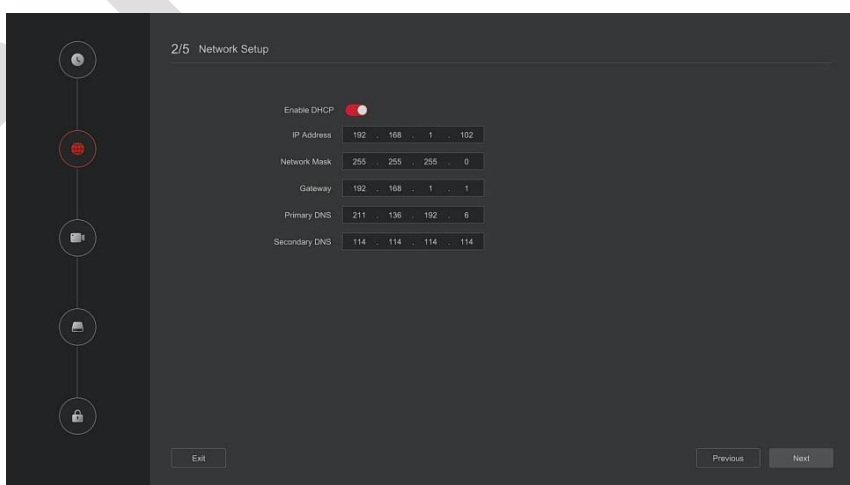 2/5 Network Setup
Enable DHCP
IP Address 192 . 168 . 1 . 102
Network Mask 255 . 255 . 255 . 0
Gateway 192 . 168 . 1 . 1
Primary DNS 211 . 136 . 192 . 6
Secondary DNS 114 . 114 . 114 . 114
Exit Previous Next